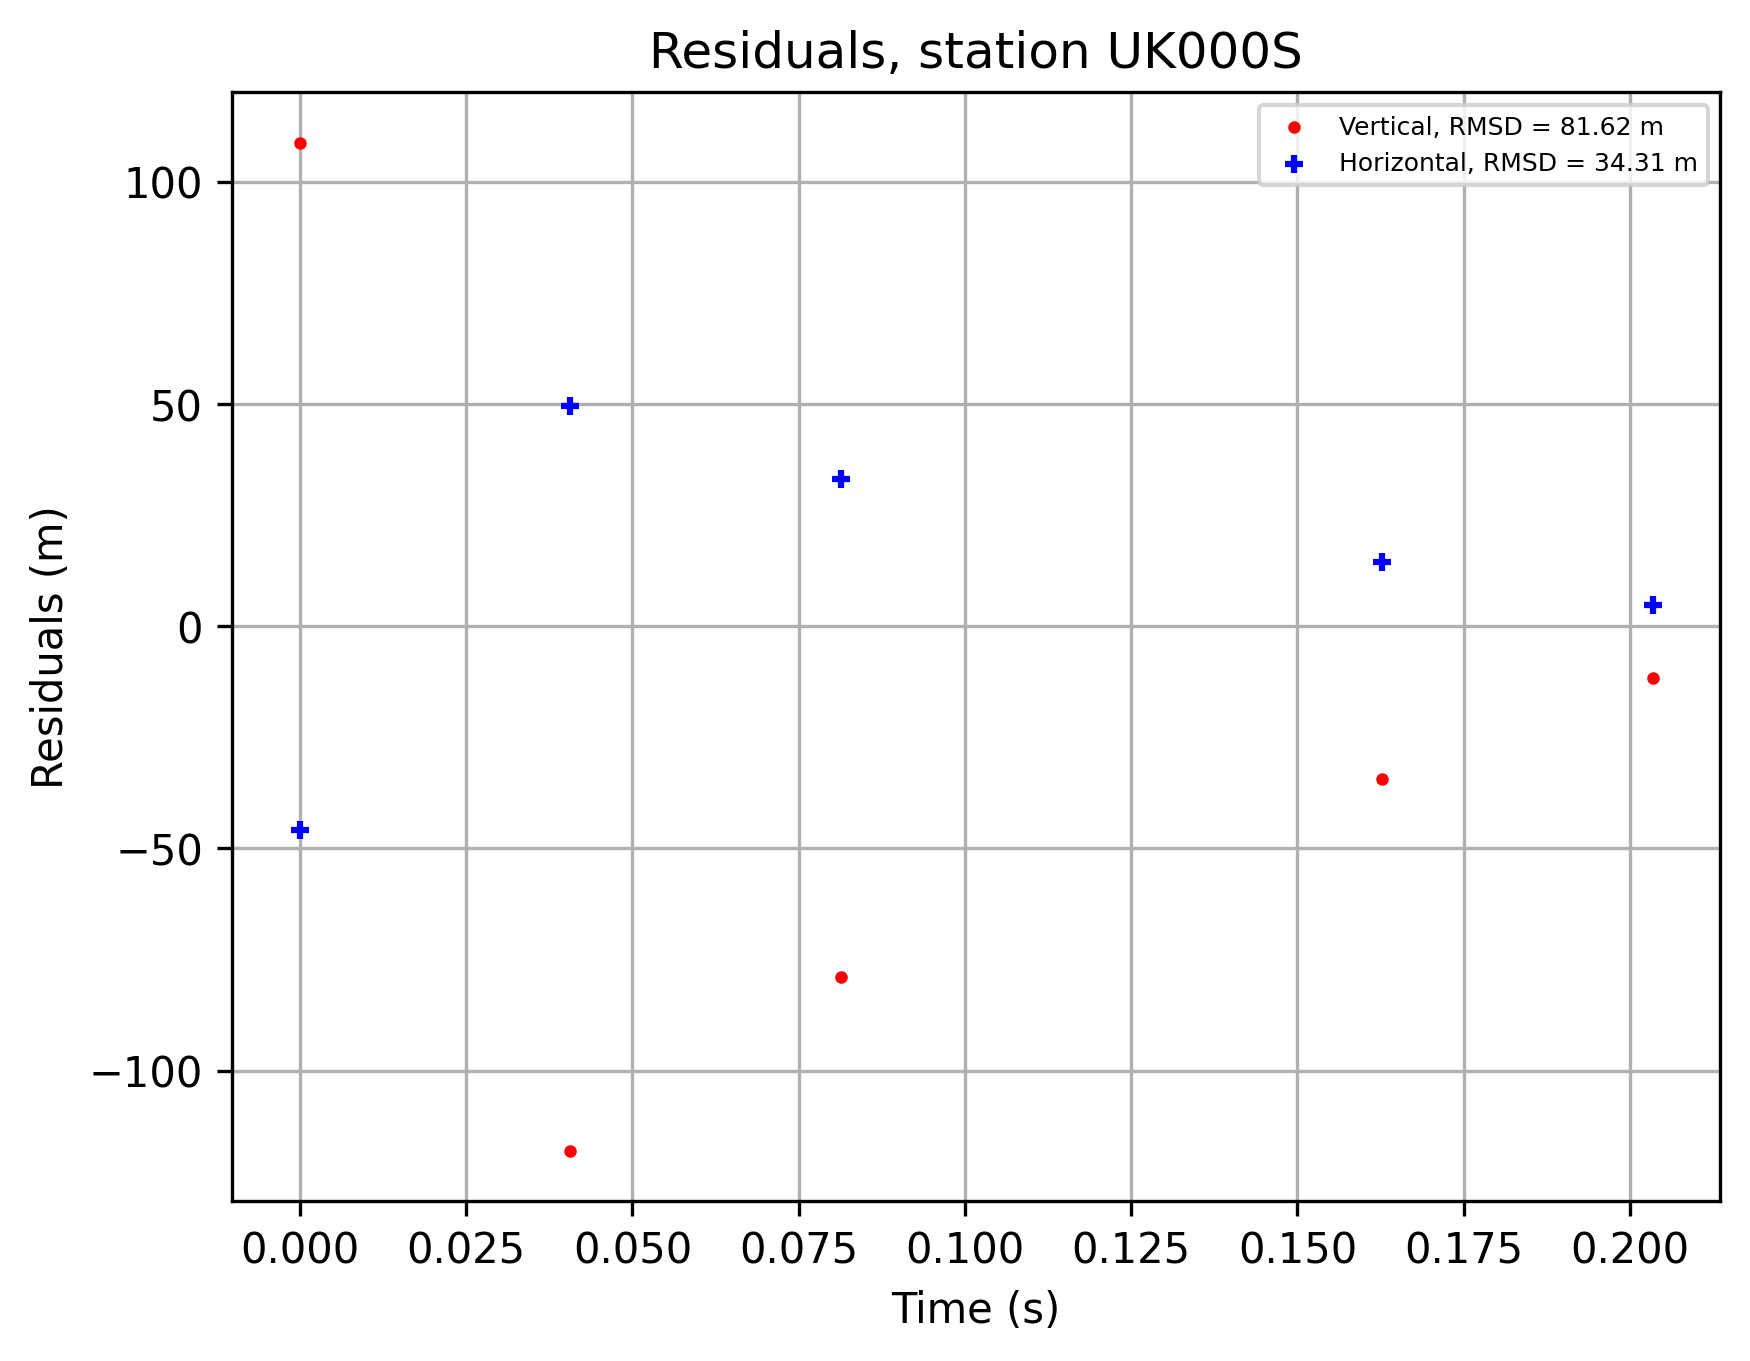 Residuals, station UK000S
Vertical, RMSD = 81.62 m
Horizontal, RMSD = 34.31 m
100
50
0
−50
−100
Residuals (m)
0.000 0.025 0.050 0.075 0.100 0.125 0.150 0.175 0.200
Time (s)